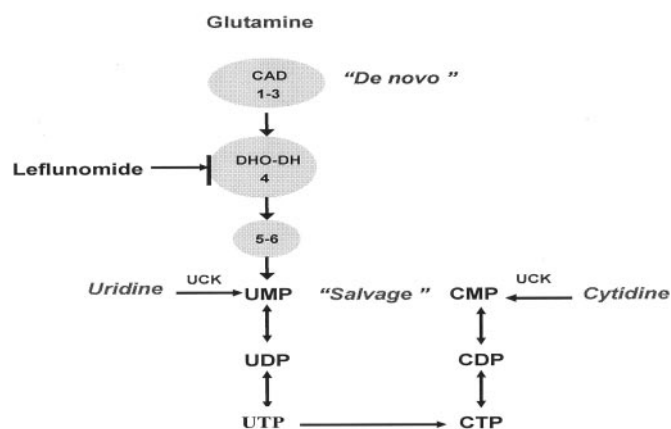 Glutamine
CAD
1-3
"De novo "
Leflunomide
DHO-DH
4
5-6
Uridine
UCK
UMP
"Salvage "
CMP
UCK
Cytidine
UDP
CDP
UTP
CTP